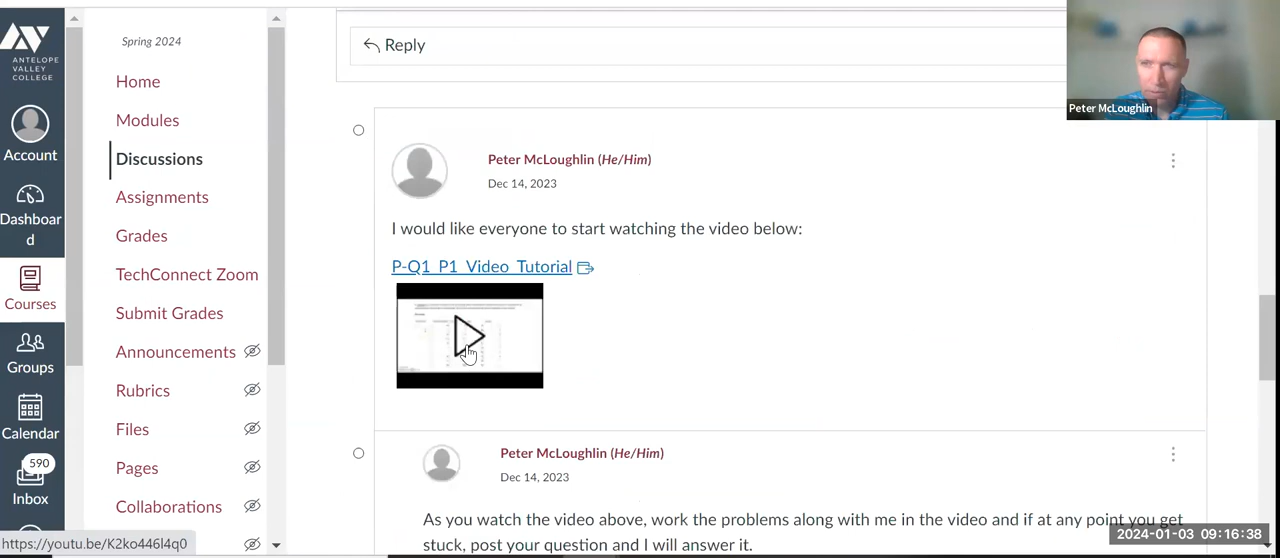 ANTELOPE
VALLEY
COLLEGE
Account
Dashboar
d
Courses
Groups
Calendar
590
Inbox
Spring 2024
Home
Modules
Discussions
Assignments
Grades
TechConnect Zoom
Submit Grades
Announcements
Rubrics
Files
Pages
Collaborations
https://youtu.be/K2ko446l4q0
Reply
Peter McLoughlin (He/Him)
Dec 14, 2023
I would like everyone to start watching the video below:
P-Q1_P1_Video_Tutorial
Peter McLoughlin (He/Him)
Dec 14, 2023
As you watch the video above, work the problems along with me in the video and if at any point you get
stuck, post your question and I will answer it.
Peter McLoughlin
2024-01-03 09:16:38